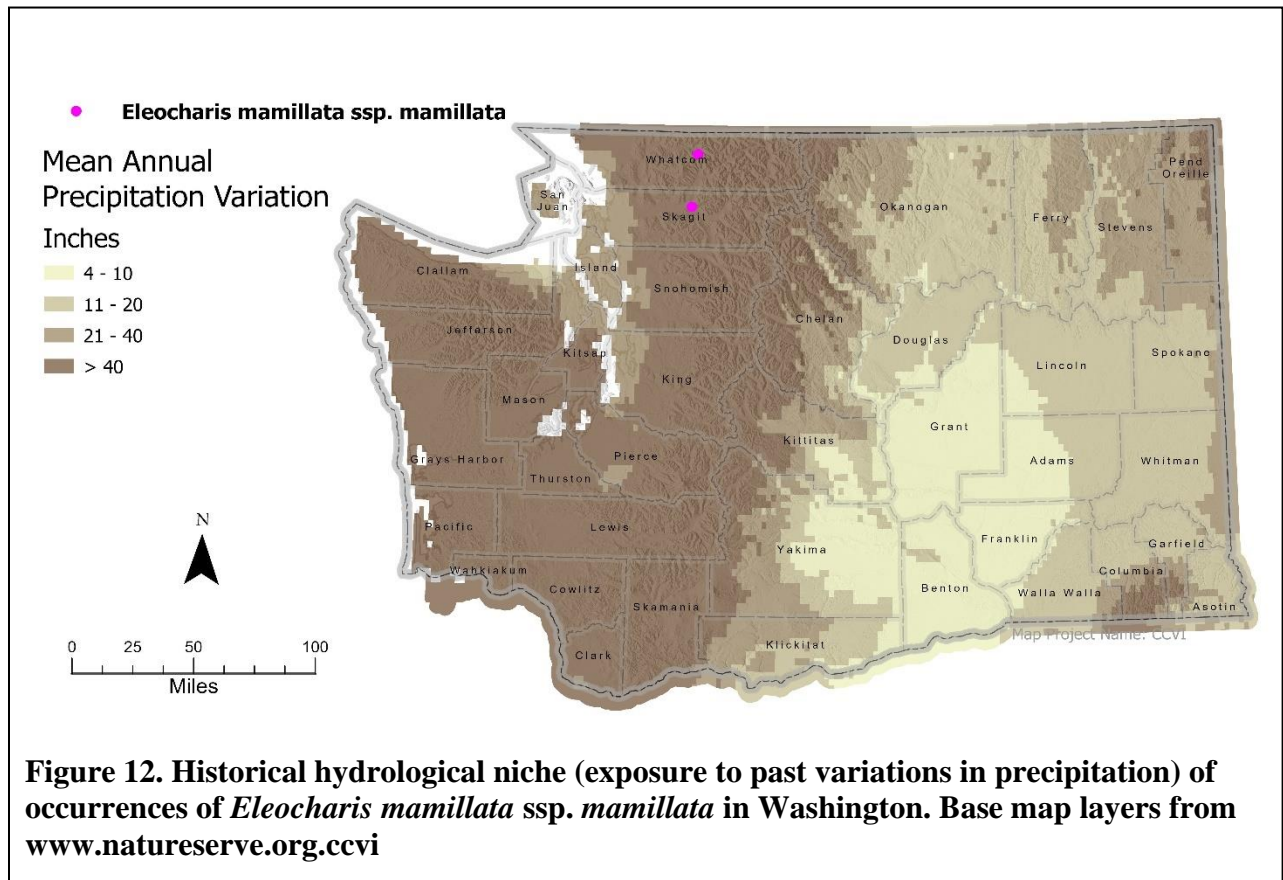 Eleocharis mamillata ssp. mamillata
Mean Annual
Precipitation Variation
Inches
4 - 10
11 - 20
21 - 40
> 40
N
0 50 100
Miles
Whatcom
Pend
Oreille
San
Juan
Skagit
Okanogan
Ferry
Stevens
Island
Clallam
Snohomish
Chelan
Jefferson
Kitsap
Douglas
Lincoln
Spokane
King
Mason
Grant
Kittitas
Adams
Whitman
Grays Harbor
Pierce
Thurston
Pacific
Lewis
Yakima
Franklin
Garfield
Wahkiakum
Cowlitz
Skamania
Benton
Columbia
Walla Walla
Asotin
Map Project Name: CCVI
Klickitat
Clark
Figure 12. Historical hydrological niche (exposure to past variations in precipitation) of
occurrences of Eleocharis mamillata ssp. mamillata in Washington. Base map layers from
www.natureserve.org.ccvi